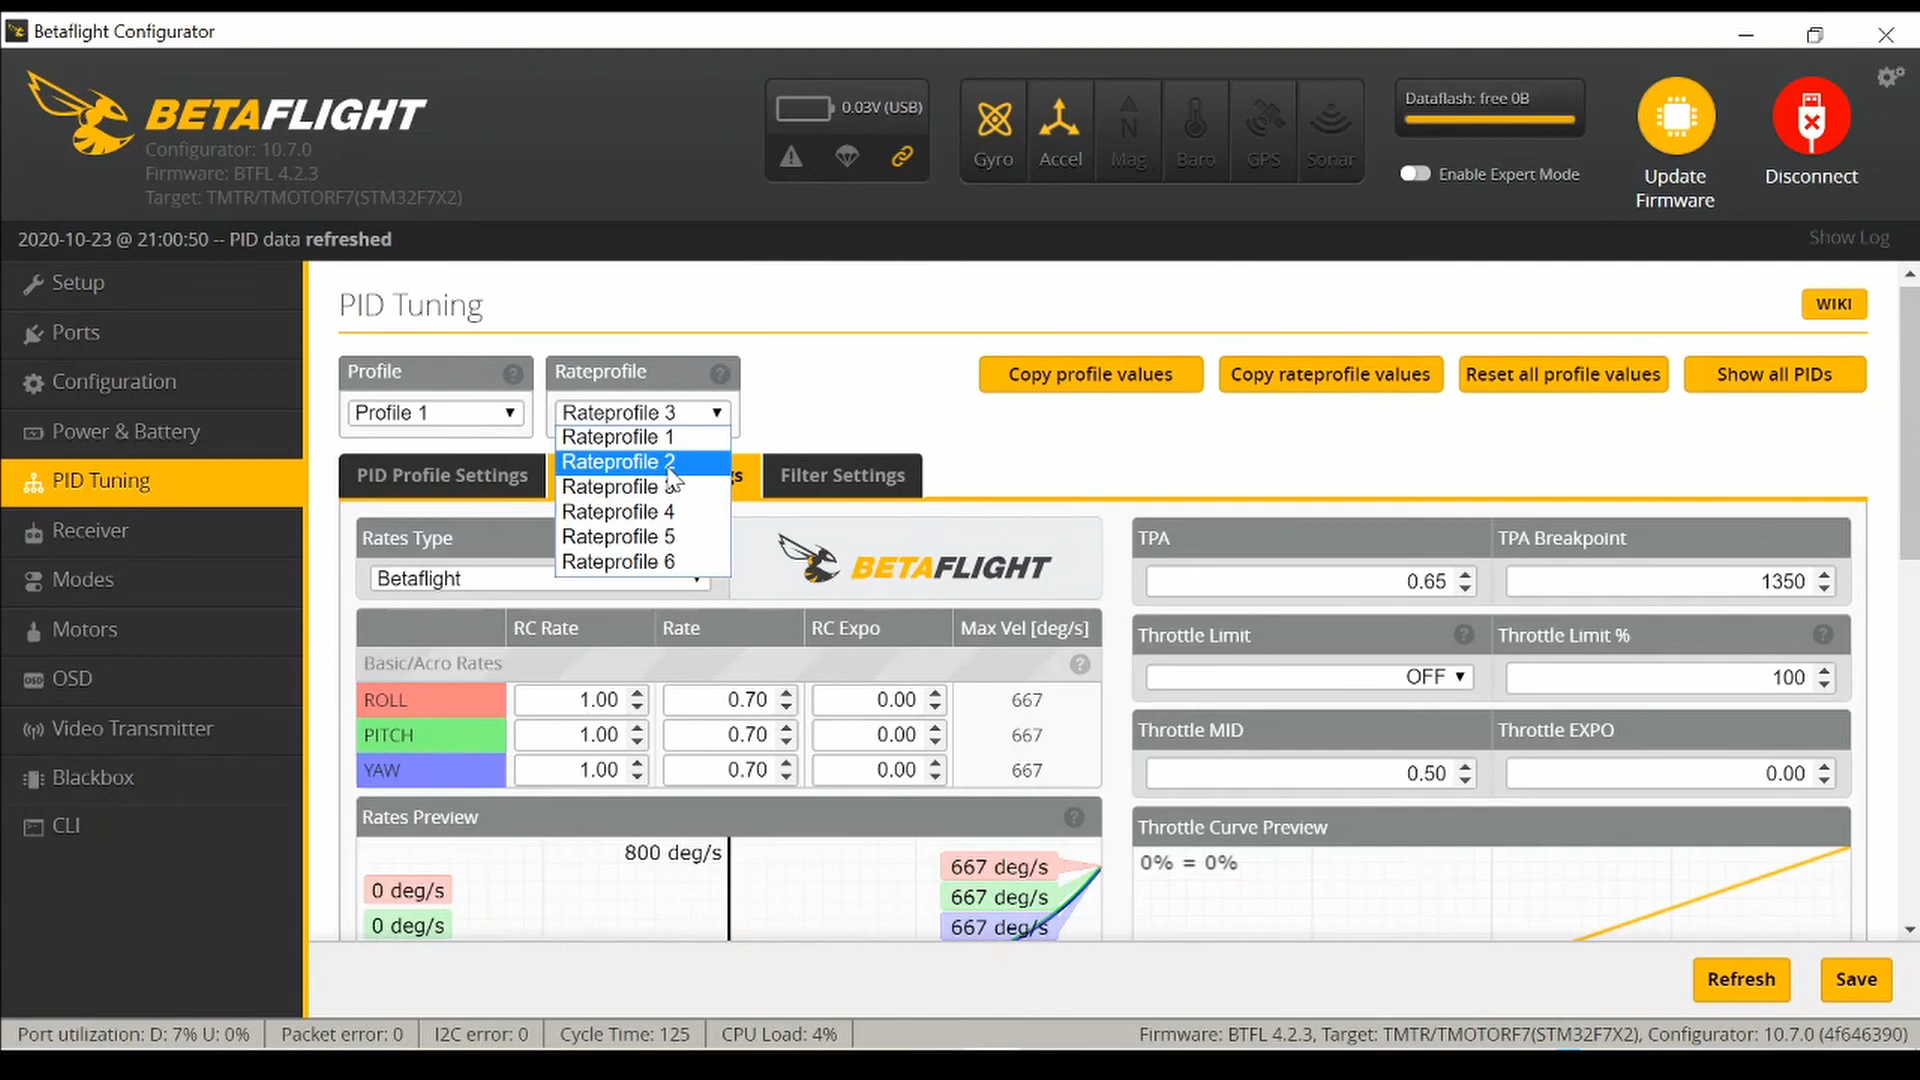 Betaflight Configurator
BETAFLIGHT
Configurator: 10.7.0
Firmware: BTFL 4.2.3
Target: TMTR/TMOTORF7(STM32F7X2)
0.03V (USB)
Gyro
Accel
Mag
Baro
GPS
Sonar
Dataflash: free 0B
Enable Expert Mode
Update
Firmware
Disconnect
2020-10-23 @ 21:00:50 -- PID data refreshed
Show Log
Setup
Ports
Configuration
Power & Battery
PID Tuning
Receiver
Modes
Motors
OSD
Video Transmitter
Blackbox
CLI
PID Tuning
WIKI
Profile
Profile 1
Rateprofile
Rateprofile 3
Rateprofile 1
Rateprofile 2
Rateprofile 3
Rateprofile 4
Rateprofile 5
Rateprofile 6
Copy profile values
Copy rateprofile values
Reset all profile values
Show all PIDs
PID Profile Settings
Filter Settings
Rates Type
Betaflight
BETAFLIGHT
RC Rate
Rate
RC Expo
Max Vel [deg/s]
Basic/Acro Rates
ROLL 1.00 0.70 0.00 667
PITCH 1.00 0.70 0.00 667
YAW 1.00 0.70 0.00 667
Rates Preview
800 deg/s
0 deg/s
0 deg/s
667 deg/s
667 deg/s
667 deg/s
TPA
0.65
TPA Breakpoint
1350
Throttle Limit
OFF
Throttle Limit %
100
Throttle MID
0.50
Throttle EXPO
0.00
Throttle Curve Preview
0% = 0%
Refresh
Save
Port utilization: D: 7% U: 0%
Packet error: 0
I2C error: 0
Cycle Time: 125
CPU Load: 4%
Firmware: BTFL 4.2.3, Target: TMTR/TMOTORF7(STM32F7X2), Configurator: 10.7.0 (4f646390)